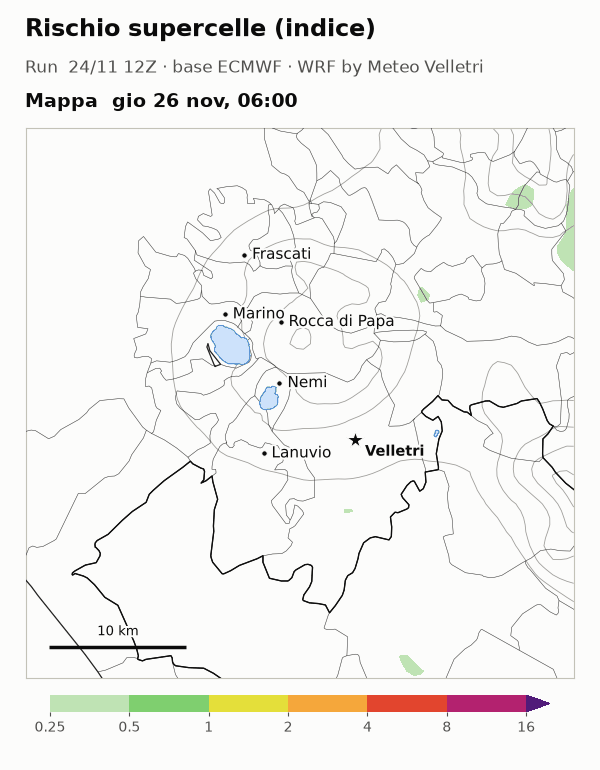 Rischio supercelle (indice)
Run  24/11 12Z · base ECMWF · WRF by Meteo Velletri
Mappa  gio 26 nov, 06:00
Frascati
Marino
Rocca di Papa
Nemi
Velletri
Lanuvio
10 km
0.25 0.5 1 2 4 8 16